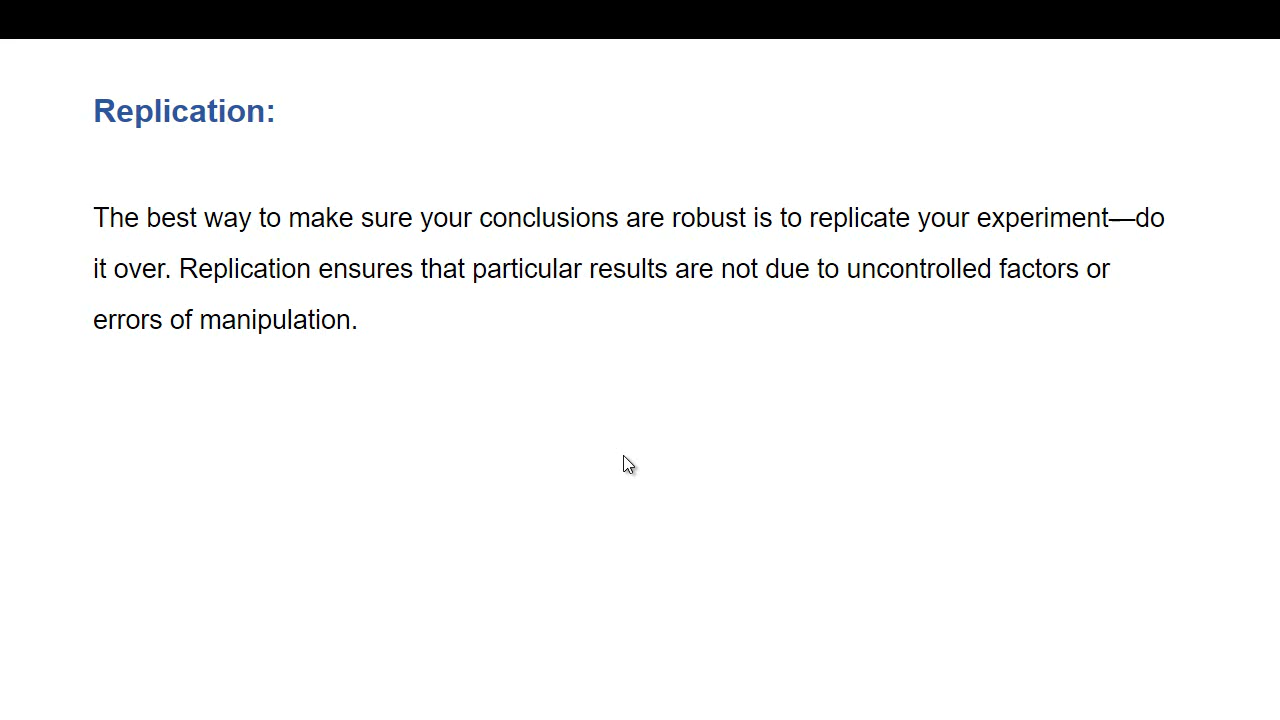 Replication:
The best way to make sure your conclusions are robust is to replicate your experiment—do
it over. Replication ensures that particular results are not due to uncontrolled factors or
errors of manipulation.